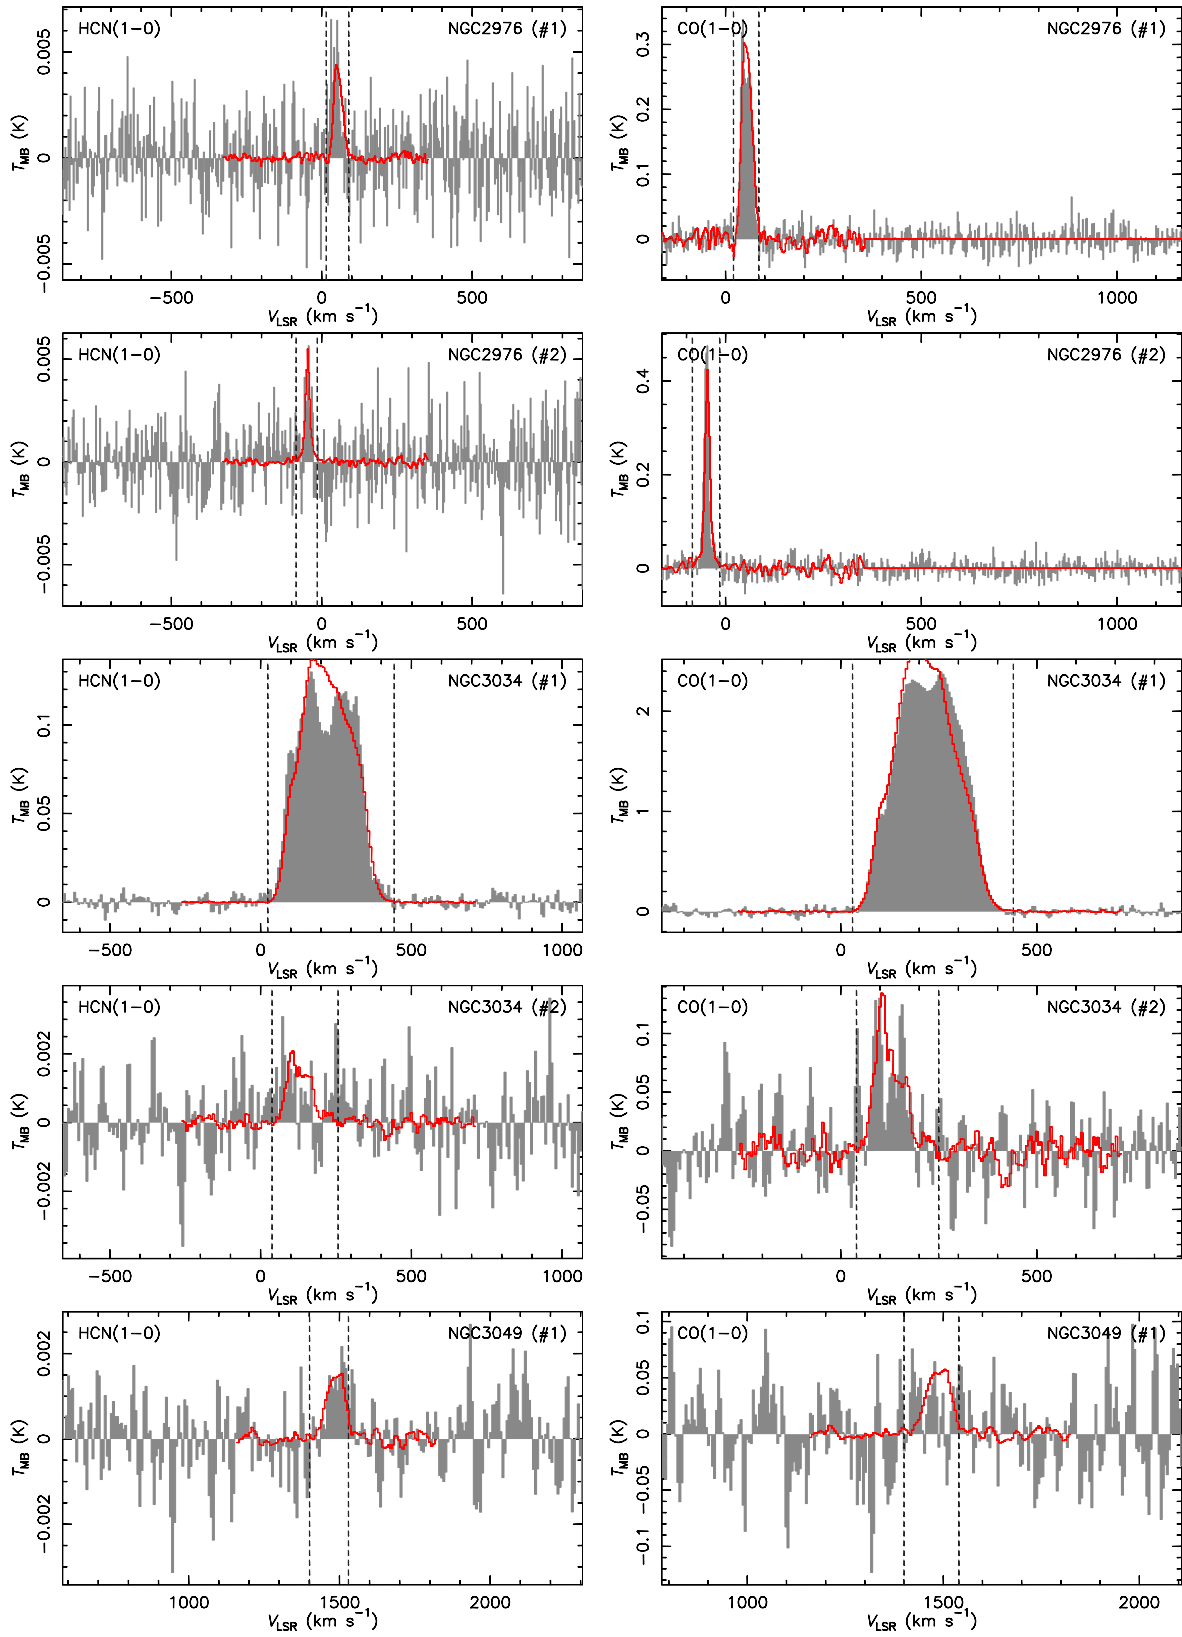 HCN(1−0) NGC2976 (#1) CO(1−0) NGC2976 (#1)
T_MB (K) 0.005 0 −0.005 T_MB (K) 0.3 0.2 0.1 0
−500 0 500 0 500 1000
V_LSR (km s⁻¹) V_LSR (km s⁻¹)
HCN(1−0) NGC2976 (#2) CO(1−0) NGC2976 (#2)
T_MB (K) 0.005 0 −0.005 T_MB (K) 0.4 0.2 0
−500 0 500 0 500 1000
V_LSR (km s⁻¹) V_LSR (km s⁻¹)
HCN(1−0) NGC3034 (#1) CO(1−0) NGC3034 (#1)
T_MB (K) 0.1 0.05 0 T_MB (K) 2 1 0
−500 0 500 1000 0 500
V_LSR (km s⁻¹) V_LSR (km s⁻¹)
HCN(1−0) NGC3034 (#2) CO(1−0) NGC3034 (#2)
T_MB (K) 0.002 0 −0.002 T_MB (K) 0.1 0.05 0 −0.05
−500 0 500 1000 0 500
V_LSR (km s⁻¹) V_LSR (km s⁻¹)
HCN(1−0) NGC3049 (#1) CO(1−0) NGC3049 (#1)
T_MB (K) 0.002 0 −0.002 T_MB (K) 0.1 0.05 0 −0.05 −0.1
1000 1500 2000 1000 1500 2000
V_LSR (km s⁻¹) V_LSR (km s⁻¹)